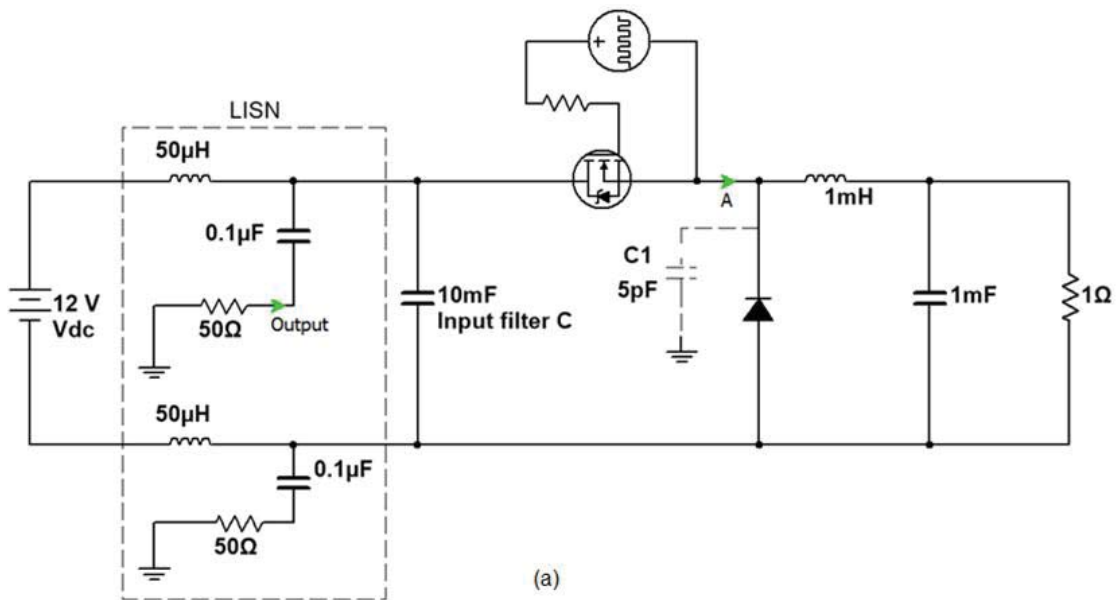 LISN
50μH
0.1μF
50Ω
Output
12 V
Vdc
50μH
0.1μF
50Ω
10mF
Input filter C
+
A
C1
5pF
1mH
1mF
1Ω
(a)